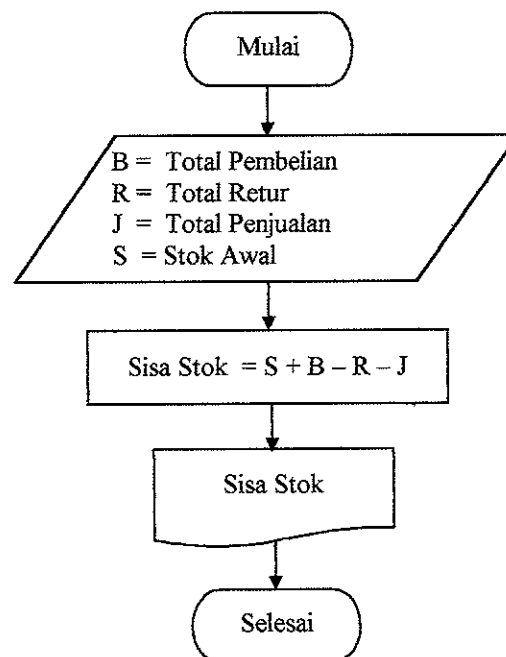 Mulai
B = Total Pembelian
R = Total Retur
J = Total Penjualan
S = Stok Awal
Sisa Stok = S + B – R – J
Sisa Stok
Selesai